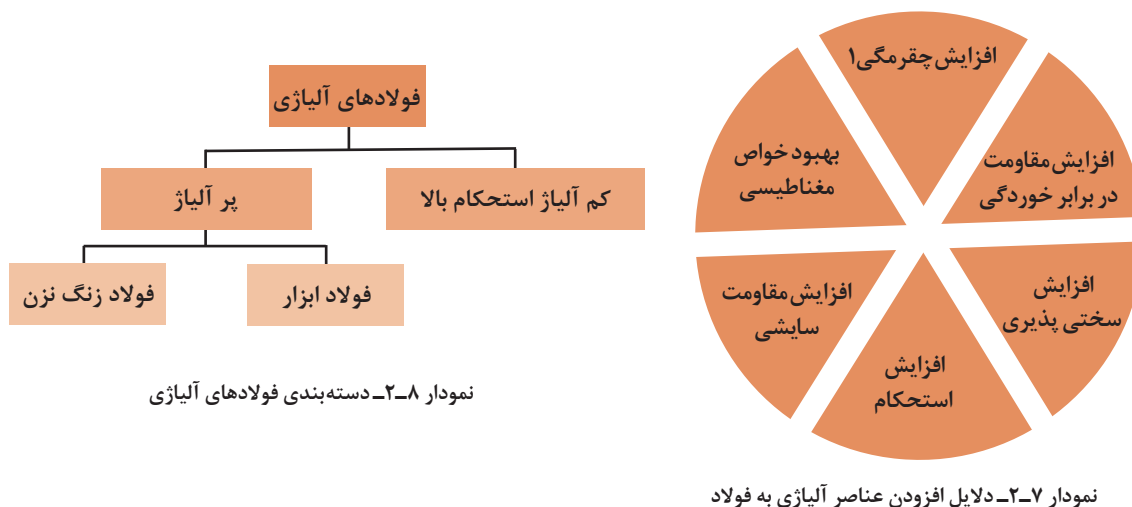 افزایش چقرمگی۱
افزایش مقاومت
در برابر خوردگی
افزایش
سختی پذیری
افزایش
استحکام
افزایش مقاومت
سایشی
بهبود خواص
مغناطیسی
نمودار ۷ـ۲ـ دلایل افزودن عناصر آلیاژی به فولاد
فولادهای آلیاژی
کم آلیاژ استحکام بالا
پر آلیاژ
فولاد ابزار
فولاد زنگ نزن
نمودار ۸ـ۲ـ دسته‌بندی فولادهای آلیاژی